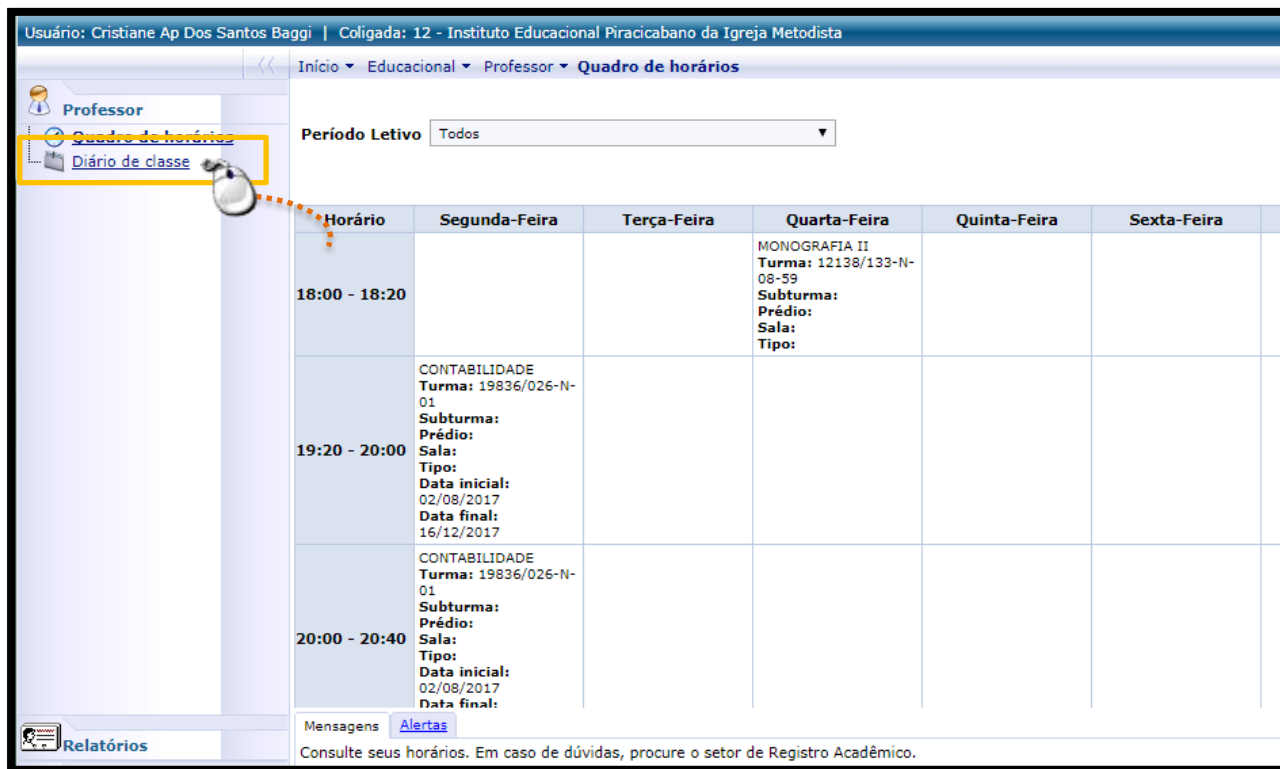 Usuário: Cristiane Ap Dos Santos Baggi | Coligada: 12 - Instituto Educacional Piracicabano da Igreja Metodista
Início Educacional Professor Quadro de horários
Professor
Quadro de horários
Diário de classe
Período Letivo Todos
Horário Segunda-Feira Terça-Feira Quarta-Feira Quinta-Feira Sexta-Feira
18:00 - 18:20
MONOGRAFIA II
Turma: 12138/133-N-
08-59
Subturma:
Prédio:
Sala:
Tipo:
19:20 - 20:00
CONTABILIDADE
Turma: 19836/026-N-
01
Subturma:
Prédio:
Sala:
Tipo:
Data inicial:
02/08/2017
Data final:
16/12/2017
20:00 - 20:40
CONTABILIDADE
Turma: 19836/026-N-
01
Subturma:
Prédio:
Sala:
Tipo:
Data inicial:
02/08/2017
Data final:
Relatórios
Mensagens Alertas
Consulte seus horários. Em caso de dúvidas, procure o setor de Registro Acadêmico.